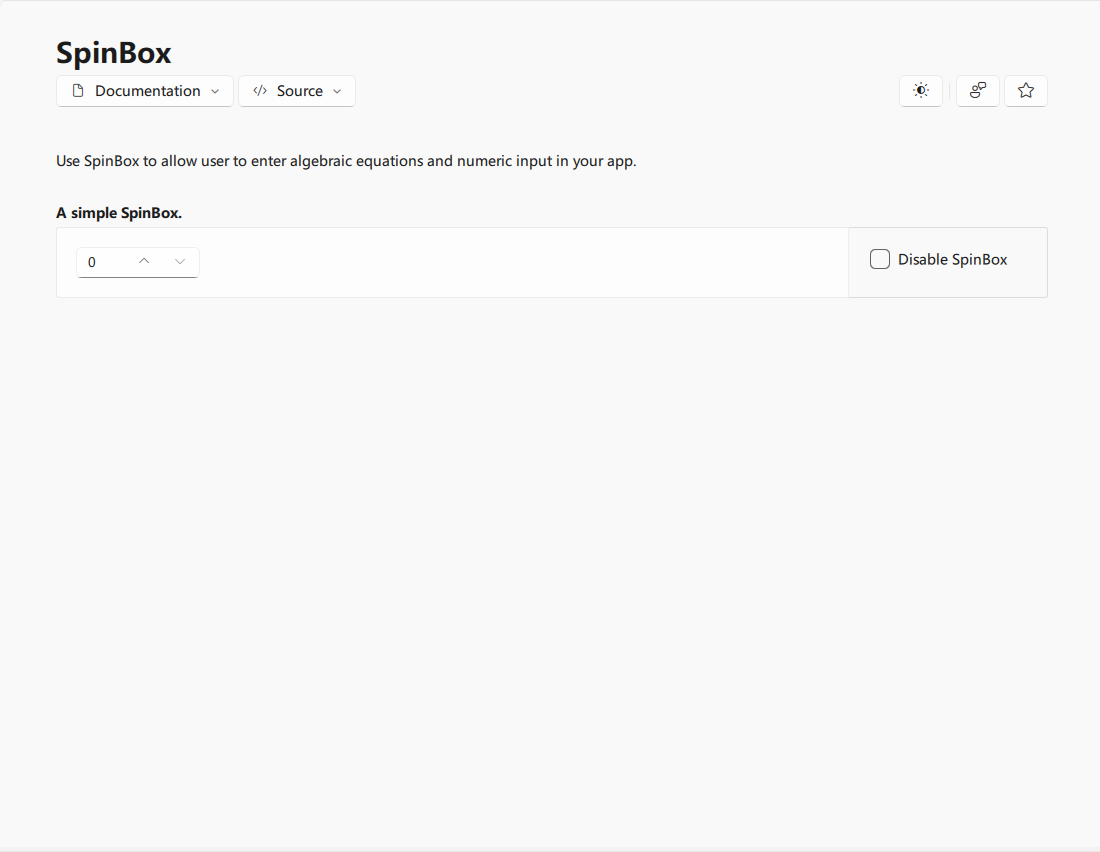 SpinBox
Documentation
Source
Use SpinBox to allow user to enter algebraic equations and numeric input in your app.
A simple SpinBox.
0
Disable SpinBox